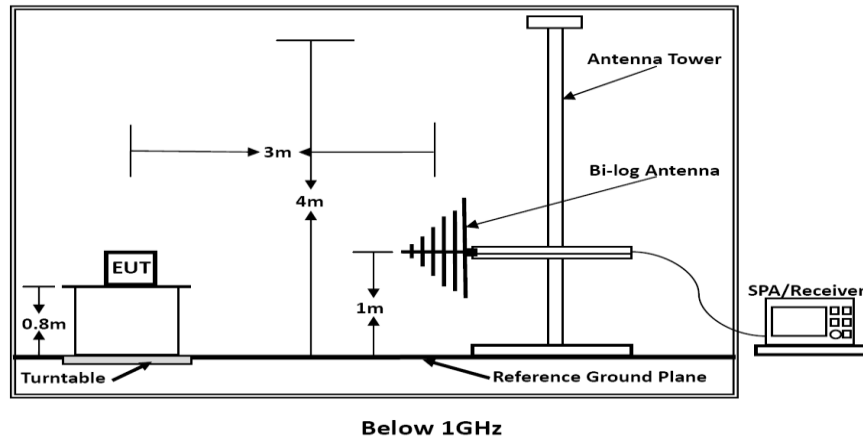 Antenna Tower
3m
Bi-log Antenna
4m
EUT
SPA/Receiver
0.8m
1m
Turntable
Reference Ground Plane
Below 1GHz